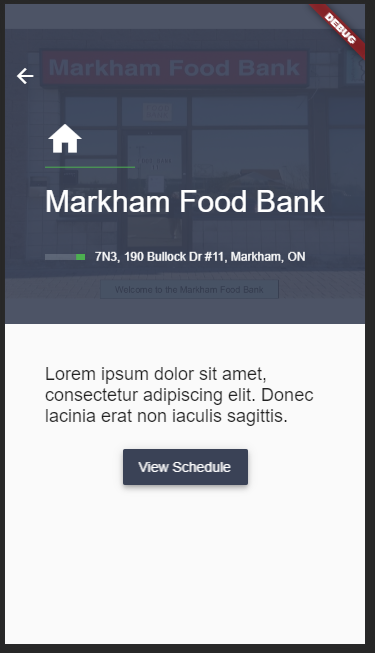 DEBUG
Markham Food Bank
Markham Food Bank
7N3, 190 Bullock Dr #11, Markham, ON
Welcome to the Markham Food Bank
Lorem ipsum dolor sit amet,
consectetur adipiscing elit. Donec
lacinia erat non iaculis sagittis.
View Schedule